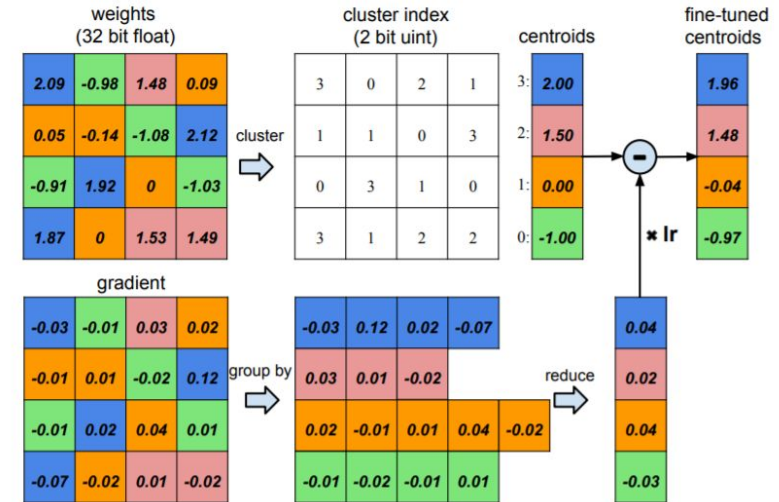 weights
(32 bit float)
cluster index
(2 bit uint)
centroids
fine-tuned
centroids
2.09 -0.98 1.48 0.09
3 0 2 1
3: 2.00
1.96
0.05 -0.14 -1.08 2.12
cluster
1 1 0 3
2: 1.50
1.48
-0.91 1.92 0 -1.03
0 3 1 0
1: 0.00
-0.04
1.87 0 1.53 1.49
3 1 2 2
0: -1.00
-0.97
× lr
gradient
-0.03 -0.01 0.03 0.02
-0.03 0.12 0.02 -0.07
0.04
-0.01 0.01 -0.02 0.12
group by
0.03 0.01 -0.02
reduce
0.02
-0.01 0.02 0.04 0.01
0.02 -0.01 0.01 0.04 -0.02
0.04
-0.07 -0.02 0.01 -0.02
-0.01 -0.02 -0.01 0.01
-0.03